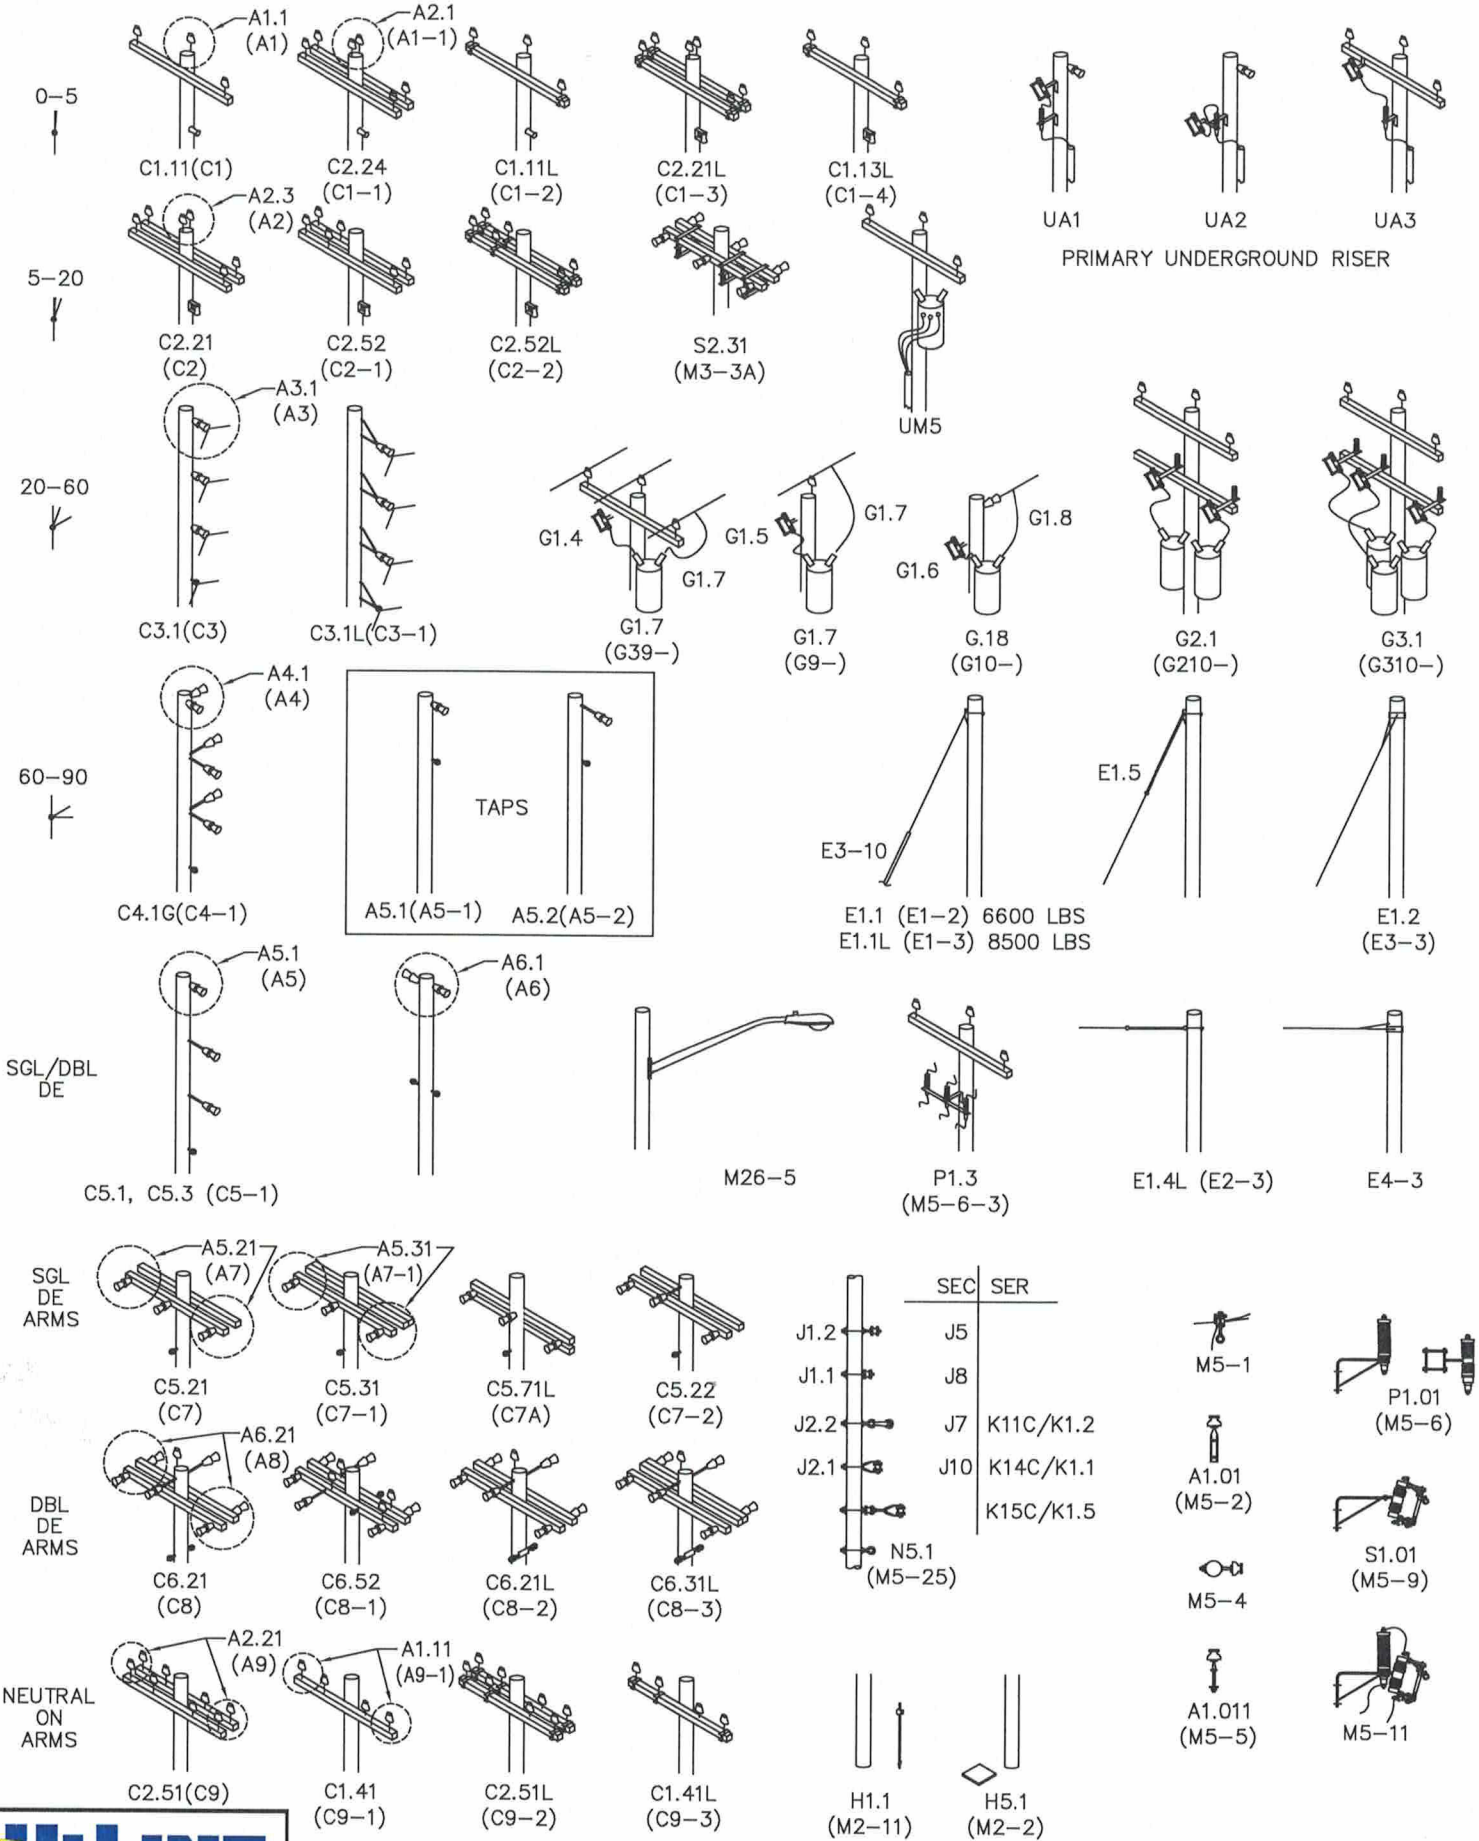 A1.1
(A1)
A2.1
(A1-1)
0-5
C1.11(C1)
C2.24
(C1-1)
C1.11L
(C1-2)
C2.21L
(C1-3)
C1.13L
(C1-4)
UA1
UA2
UA3
PRIMARY UNDERGROUND RISER
A2.3
(A2)
5-20
C2.21
(C2)
C2.52
(C2-1)
C2.52L
(C2-2)
S2.31
(M3-3A)
UM5
A3.1
(A3)
20-60
C3.1(C3)
C3.1L(C3-1)
G1.4
G1.7
G1.7
(G39-)
G1.5
G1.7
G1.7
(G9-)
G1.6
G1.8
G.18
(G10-)
G2.1
(G210-)
G3.1
(G310-)
A4.1
(A4)
60-90
C4.1G(C4-1)
TAPS
A5.1(A5-1)
A5.2(A5-2)
E3-10
E1.1 (E1-2) 6600 LBS
E1.1L (E1-3) 8500 LBS
E1.5
E1.2
(E3-3)
A5.1
(A5)
A6.1
(A6)
SGL/DBL
DE
C5.1, C5.3 (C5-1)
M26-5
P1.3
(M5-6-3)
E1.4L (E2-3)
E4-3
SGL
DE
ARMS
A5.21
(A7)
A5.31
(A7-1)
C5.21
(C7)
C5.31
(C7-1)
C5.71L
(C7A)
C5.22
(C7-2)
SEC SER
J1.2 J5
J1.1 J8
J2.2 J7 K11C/K1.2
J2.1 J10 K14C/K1.1
K15C/K1.5
N5.1
(M5-25)
M5-1
P1.01
(M5-6)
A1.01
(M5-2)
S1.01
(M5-9)
M5-4
A1.011
(M5-5)
M5-11
DBL
DE
ARMS
A6.21
(A8)
C6.21
(C8)
C6.52
(C8-1)
C6.21L
(C8-2)
C6.31L
(C8-3)
NEUTRAL
ON
ARMS
A2.21
(A9)
A1.11
(A9-1)
C2.51(C9)
C1.41
(C9-1)
C2.51L
(C9-2)
C1.41L
(C9-3)
H1.1
(M2-11)
H5.1
(M2-2)